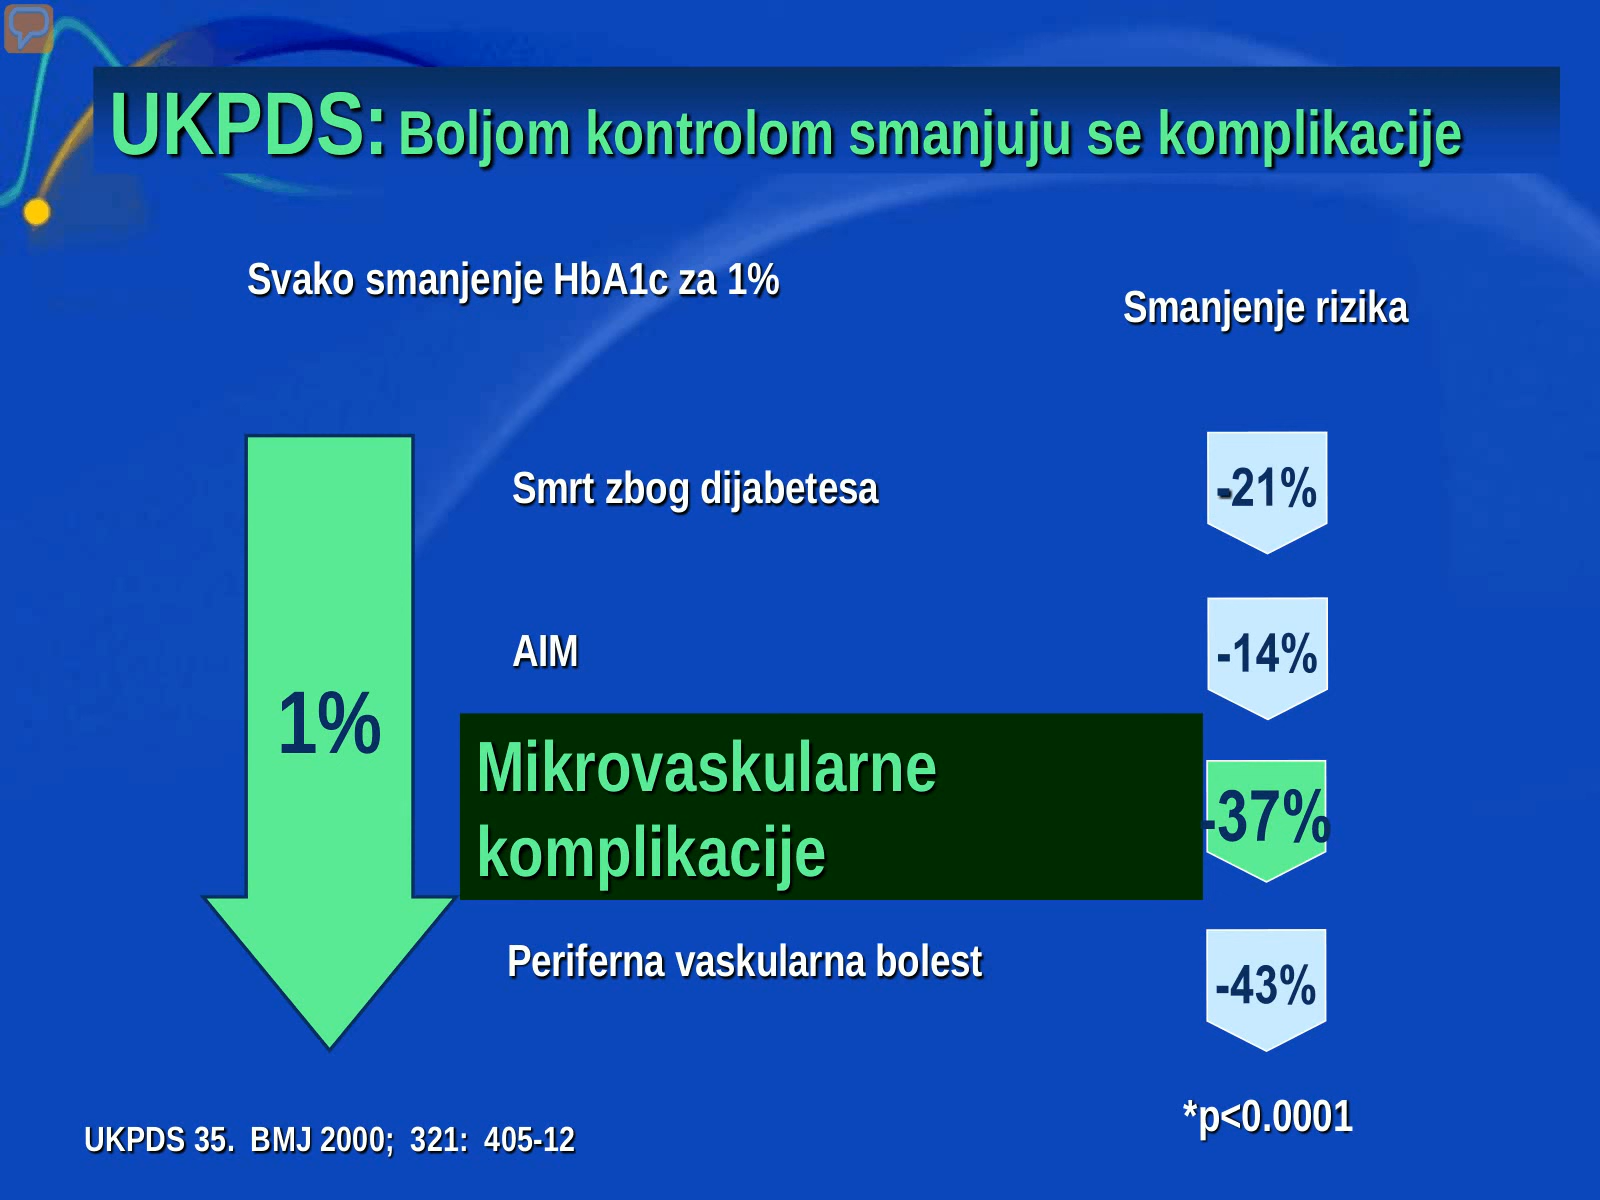 UKPDS: Boljom kontrolom smanjuju se komplikacije
Svako smanjenje HbA1c za 1%
Smanjenje rizika
1%
Smrt zbog dijabetesa
-21%
AIM
-14%
Mikrovaskularne
komplikacije
-37%
Periferna vaskularna bolest
-43%
*p<0.0001
UKPDS 35. BMJ 2000; 321: 405-12